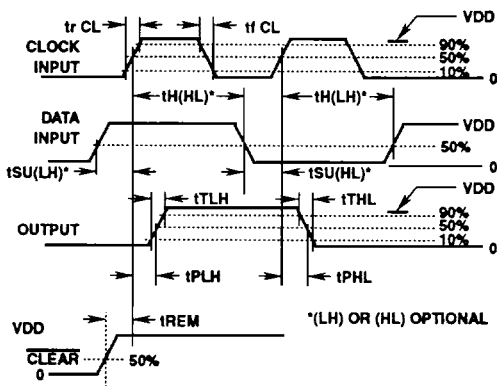 tr CL
tf CL
VDD
CLOCK
INPUT
90%
50%
10%
0
tH(HL)*
tH(LH)*
DATA
INPUT
VDD
50%
0
tSU(LH)*
tSU(HL)*
tTLH
tTHL
VDD
OUTPUT
90%
50%
10%
0
tPLH
tPHL
tREM
*(LH) OR (HL) OPTIONAL
VDD
CLEAR
50%
0